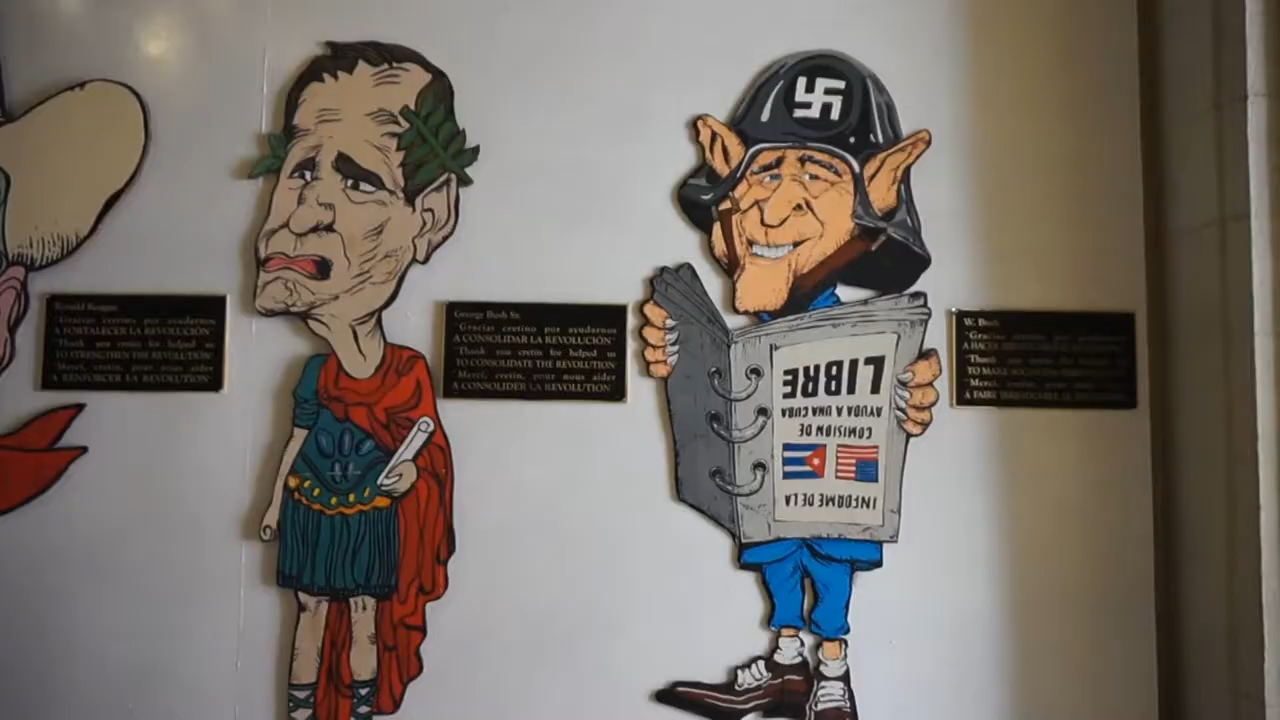 Ronald Reagan
"Gracias cretino por ayudarnos
A FORTALECER LA REVOLUCIÓN"
"Thank you cretin for helped us
TO STRENGTHEN THE REVOLUTION"
"Merci, cretin, pour nous aider
A RENFORCER LA REVOLUTION"
George Bush Sr.
"Gracias cretino por ayudarnos
A CONSOLIDAR LA REVOLUCIÓN"
"Thank you cretin for helped us
TO CONSOLIDATE THE REVOLUTION"
"Merci, cretin, pour nous aider
A CONSOLIDER LA REVOLUTION"
INFORME DE LA
COMISION DE
AYUDA A UNA CUBA
LIBRE
W. Bush
"Gracias
A HACER
"Thank
TO MAKE
"Merci,
A FAIRE